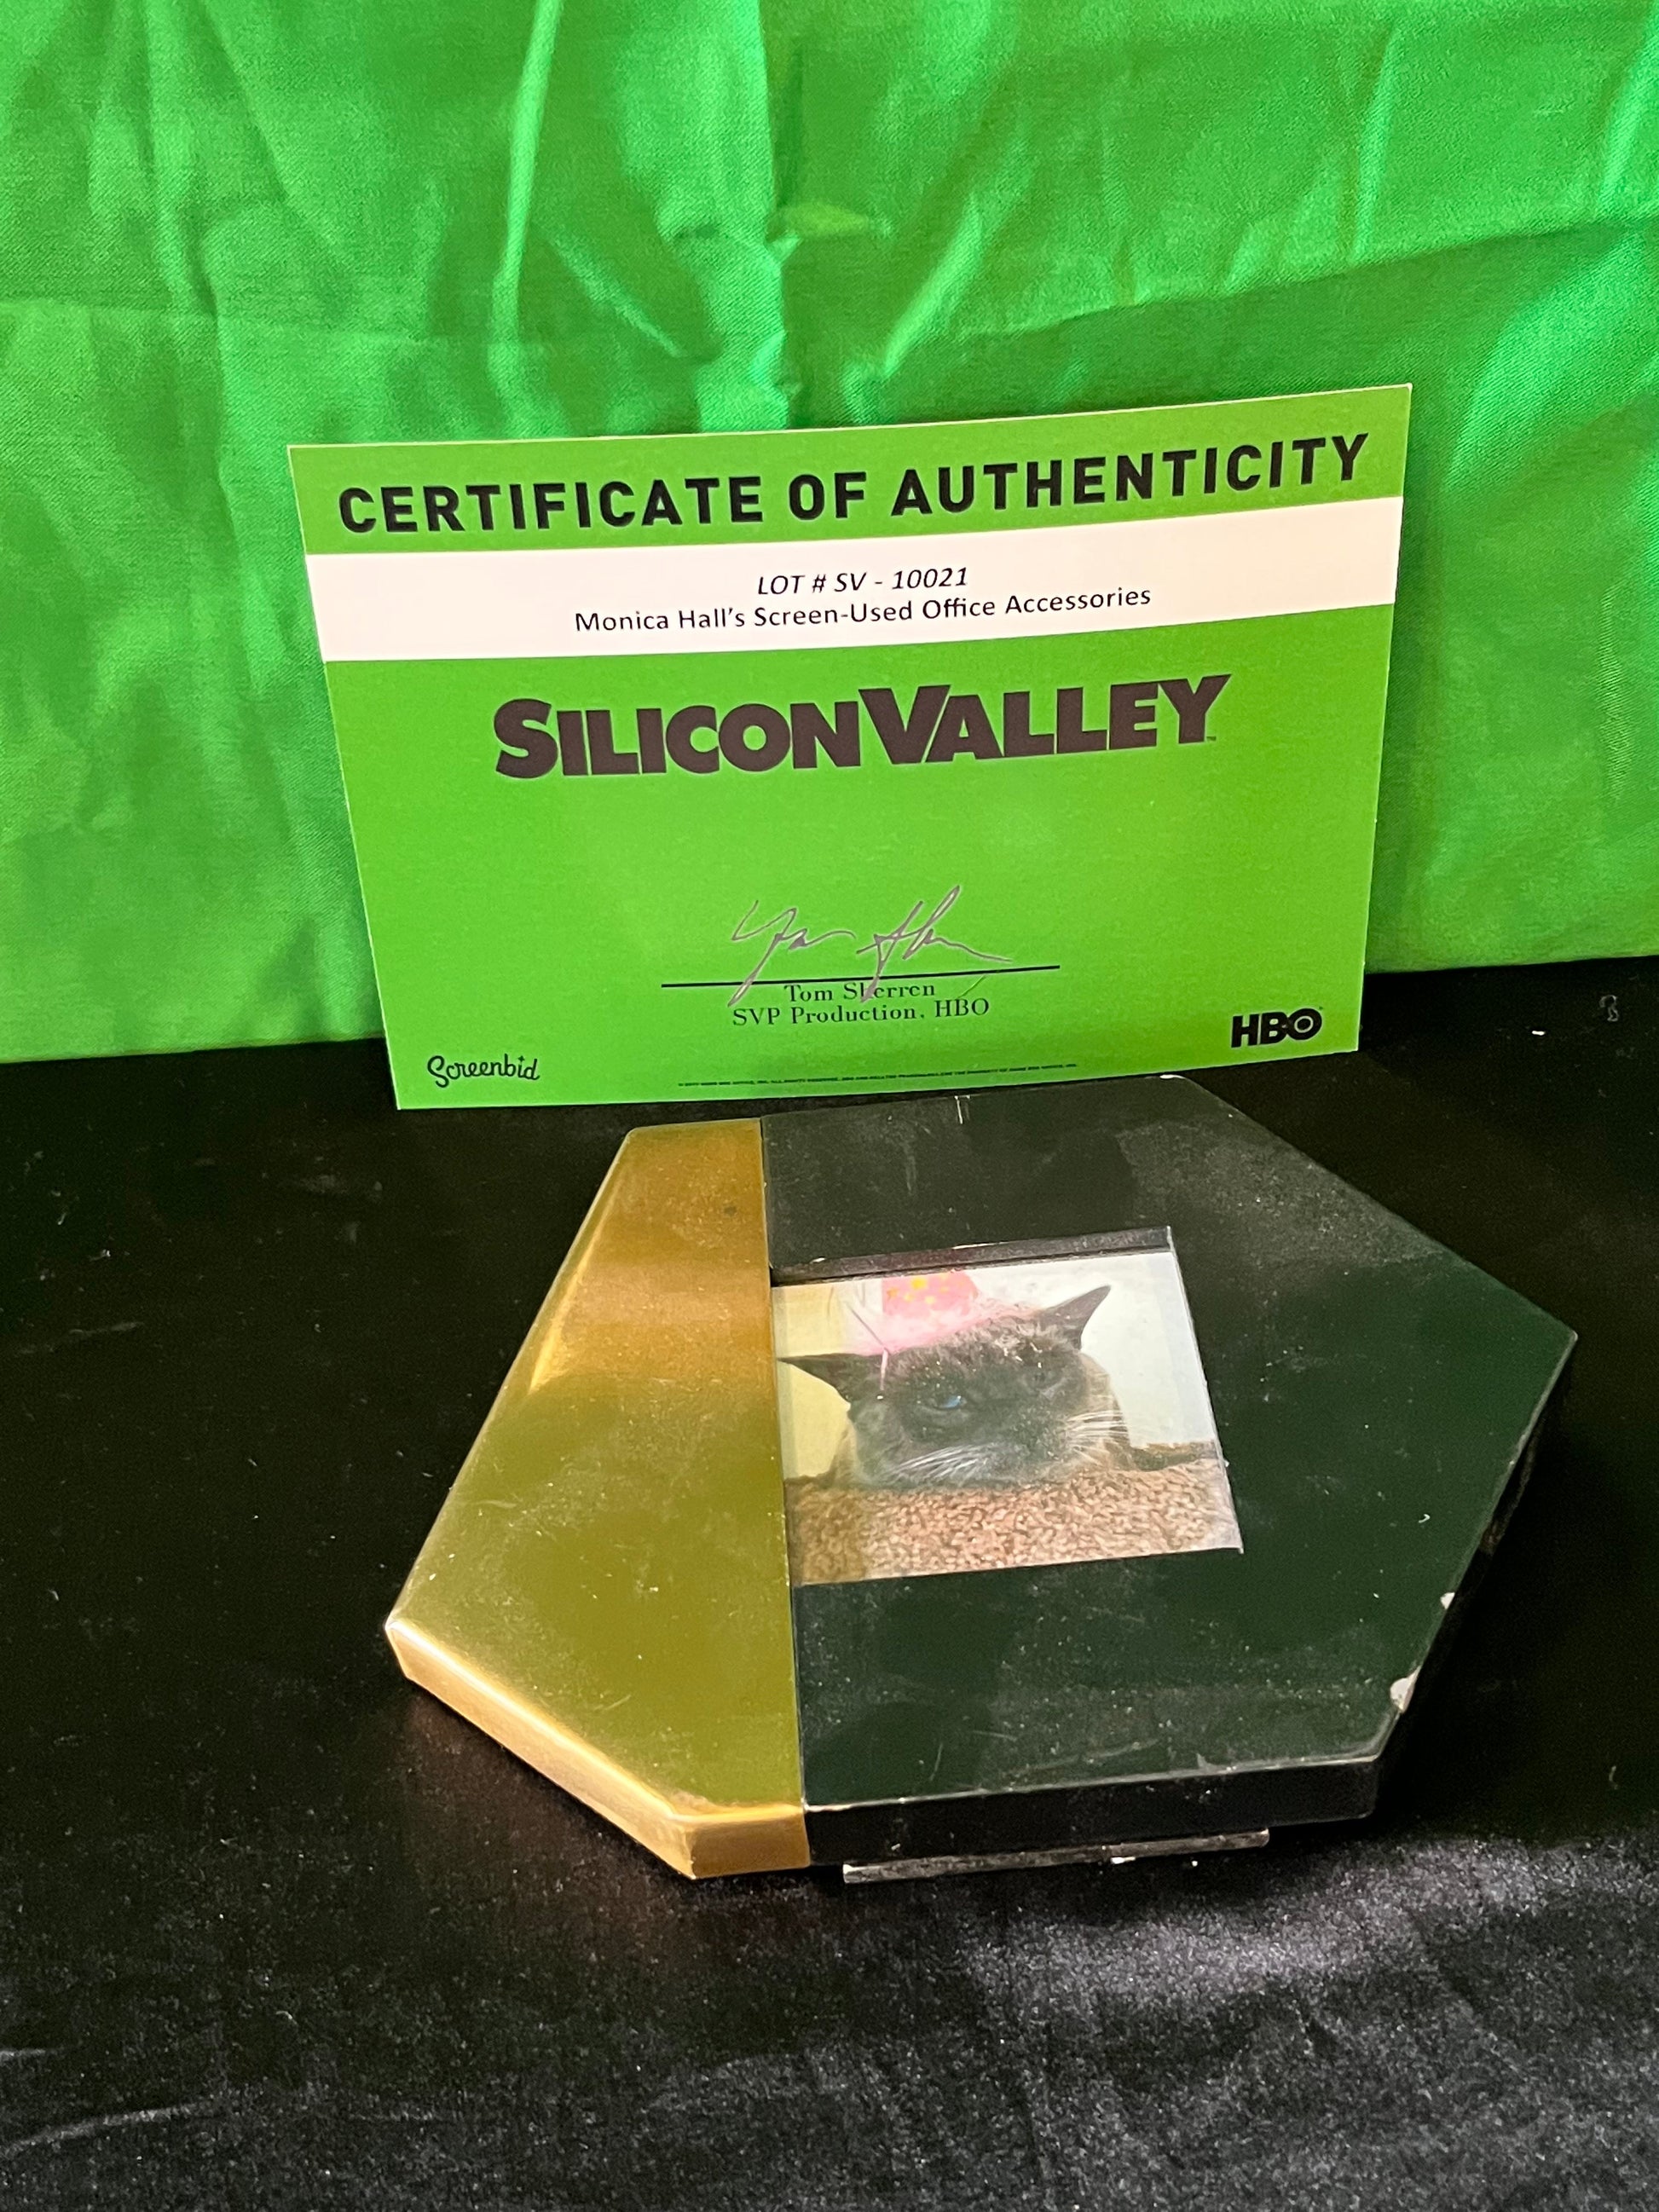 CERTIFICATE OF AUTHENTICITY
LOT # SV - 10021
Monica Hall's Screen-Used Office Accessories
SILICON VALLEY
Tom Sherren
SVP Production, HBO
Screenbid
HBO